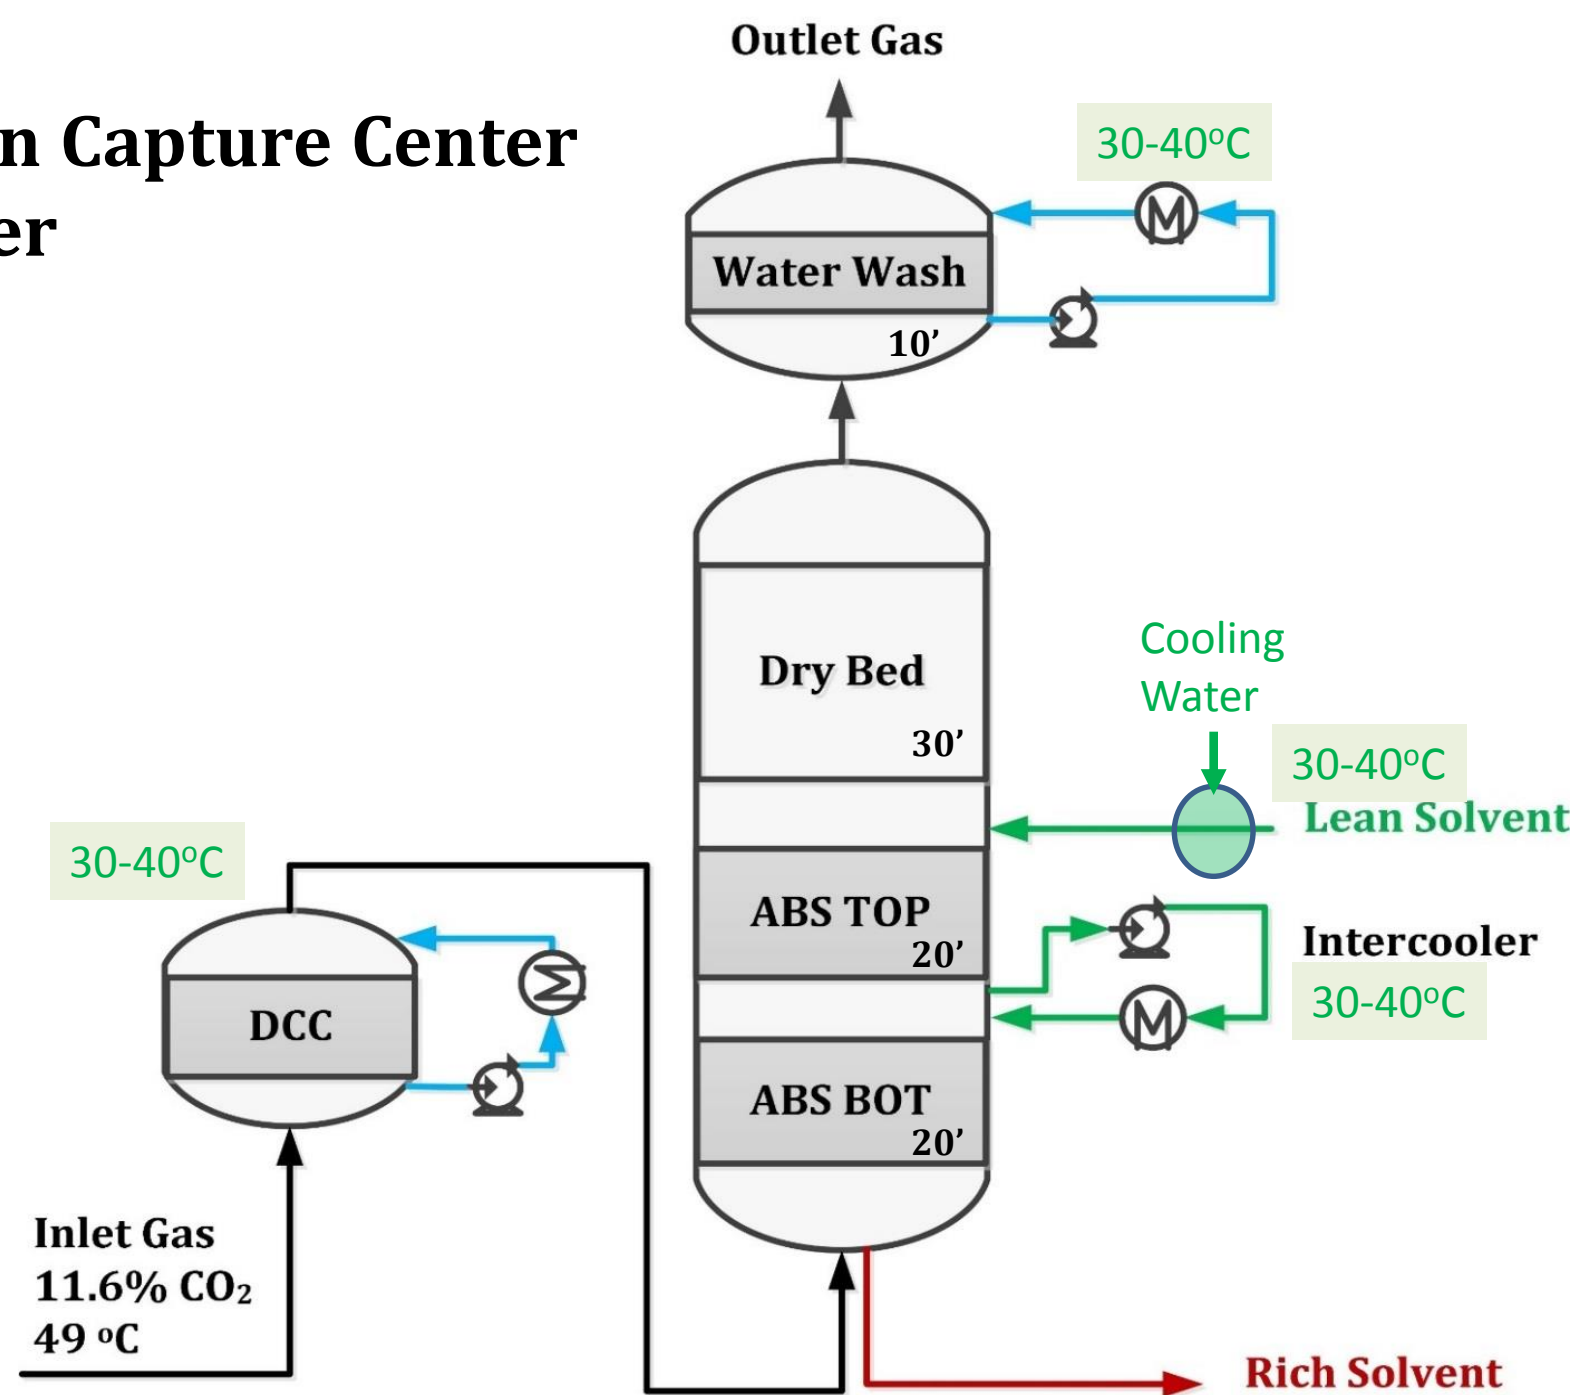 Outlet Gas
n Capture Center
er
30-40°C
Water Wash
10’
Dry Bed
30’
Cooling
Water
30-40°C
Lean Solvent
30-40°C
ABS TOP
20’
Intercooler
30-40°C
DCC
ABS BOT
20’
Inlet Gas
11.6% CO₂
49 °C
Rich Solvent